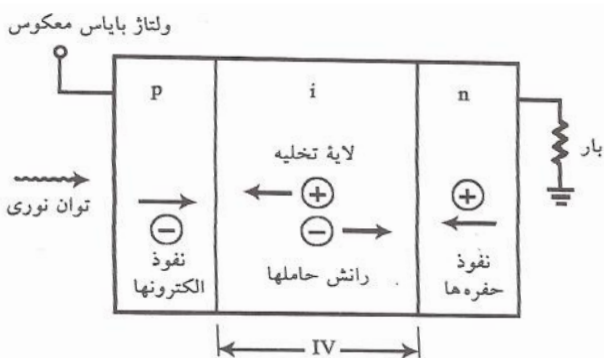 ولتاژ بایاس معکوس
p
i
n
بار
لایهٔ تخلیه
توان نوری
+
+
−
−
نفوذ
الکترونها
رانش حاملها
نفوذ
حفره‌ها
IV